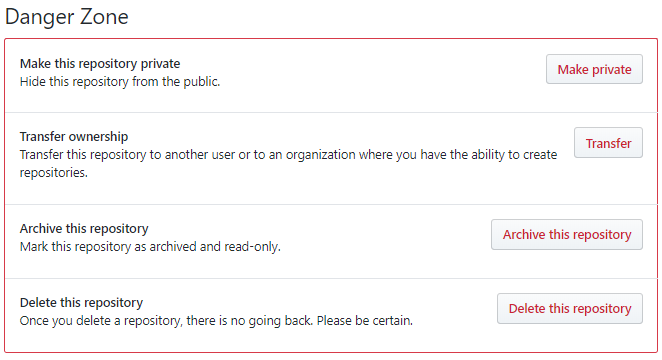 Danger Zone
Make this repository private
Hide this repository from the public.
Make private
Transfer ownership
Transfer this repository to another user or to an organization where you have the ability to create
repositories.
Transfer
Archive this repository
Mark this repository as archived and read-only.
Archive this repository
Delete this repository
Once you delete a repository, there is no going back. Please be certain.
Delete this repository